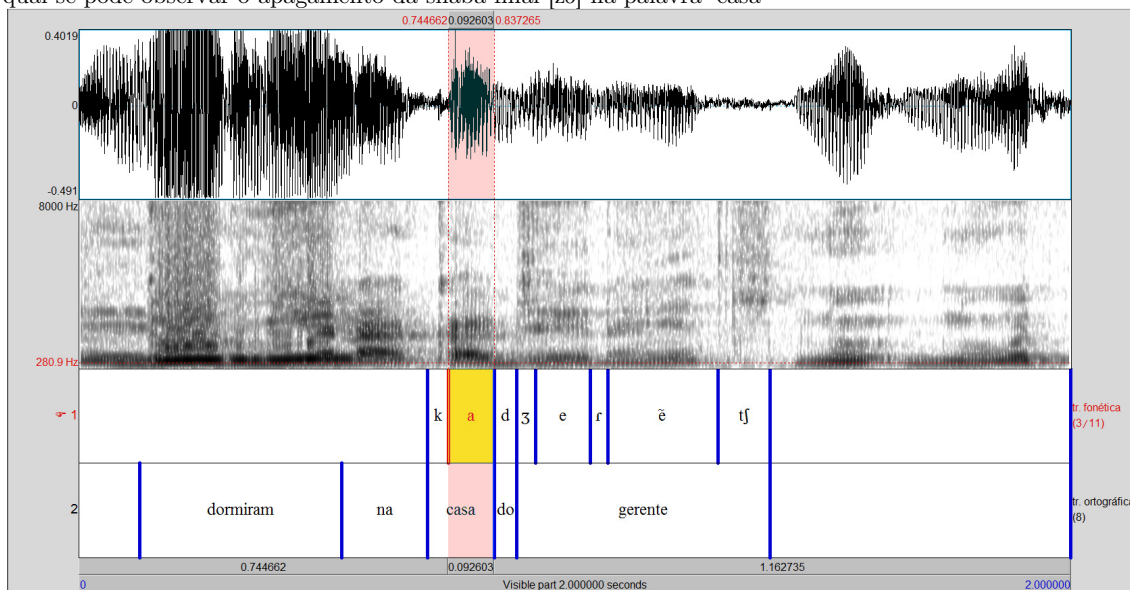 qual se pode observar o apagamento da sílaba final [zɐ] na palavra "casa"
0.744662 0.092603 0.837265
0.4019
0
-0.491
8000 Hz
280.9 Hz
1 k a d ʒ e ɾ ẽ tʃ tr. fonética (3/11)
2 dormiram na casa do gerente tr. ortográfica (8)
0.744662 0.092603 1.162735
0 Visible part 2.000000 seconds 2.000000